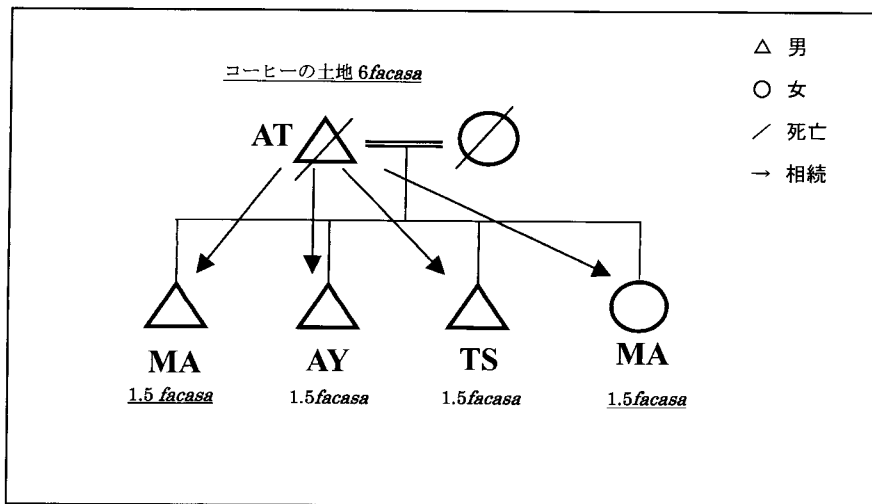 コーヒーの土地 6facasa
AT
△ 男
○ 女
／ 死亡
→ 相続
MA
AY
TS
MA
1.5 facasa
1.5facasa
1.5facasa
1.5facasa